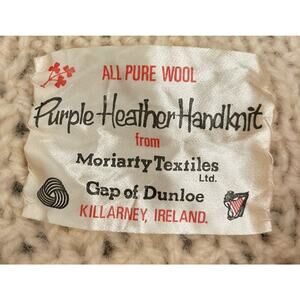 ALL PURE WOOL
Purple Heather Handknit
from
Moriarty Textiles
Ltd.
Gap of Dunloe
KILLARNEY, IRELAND.